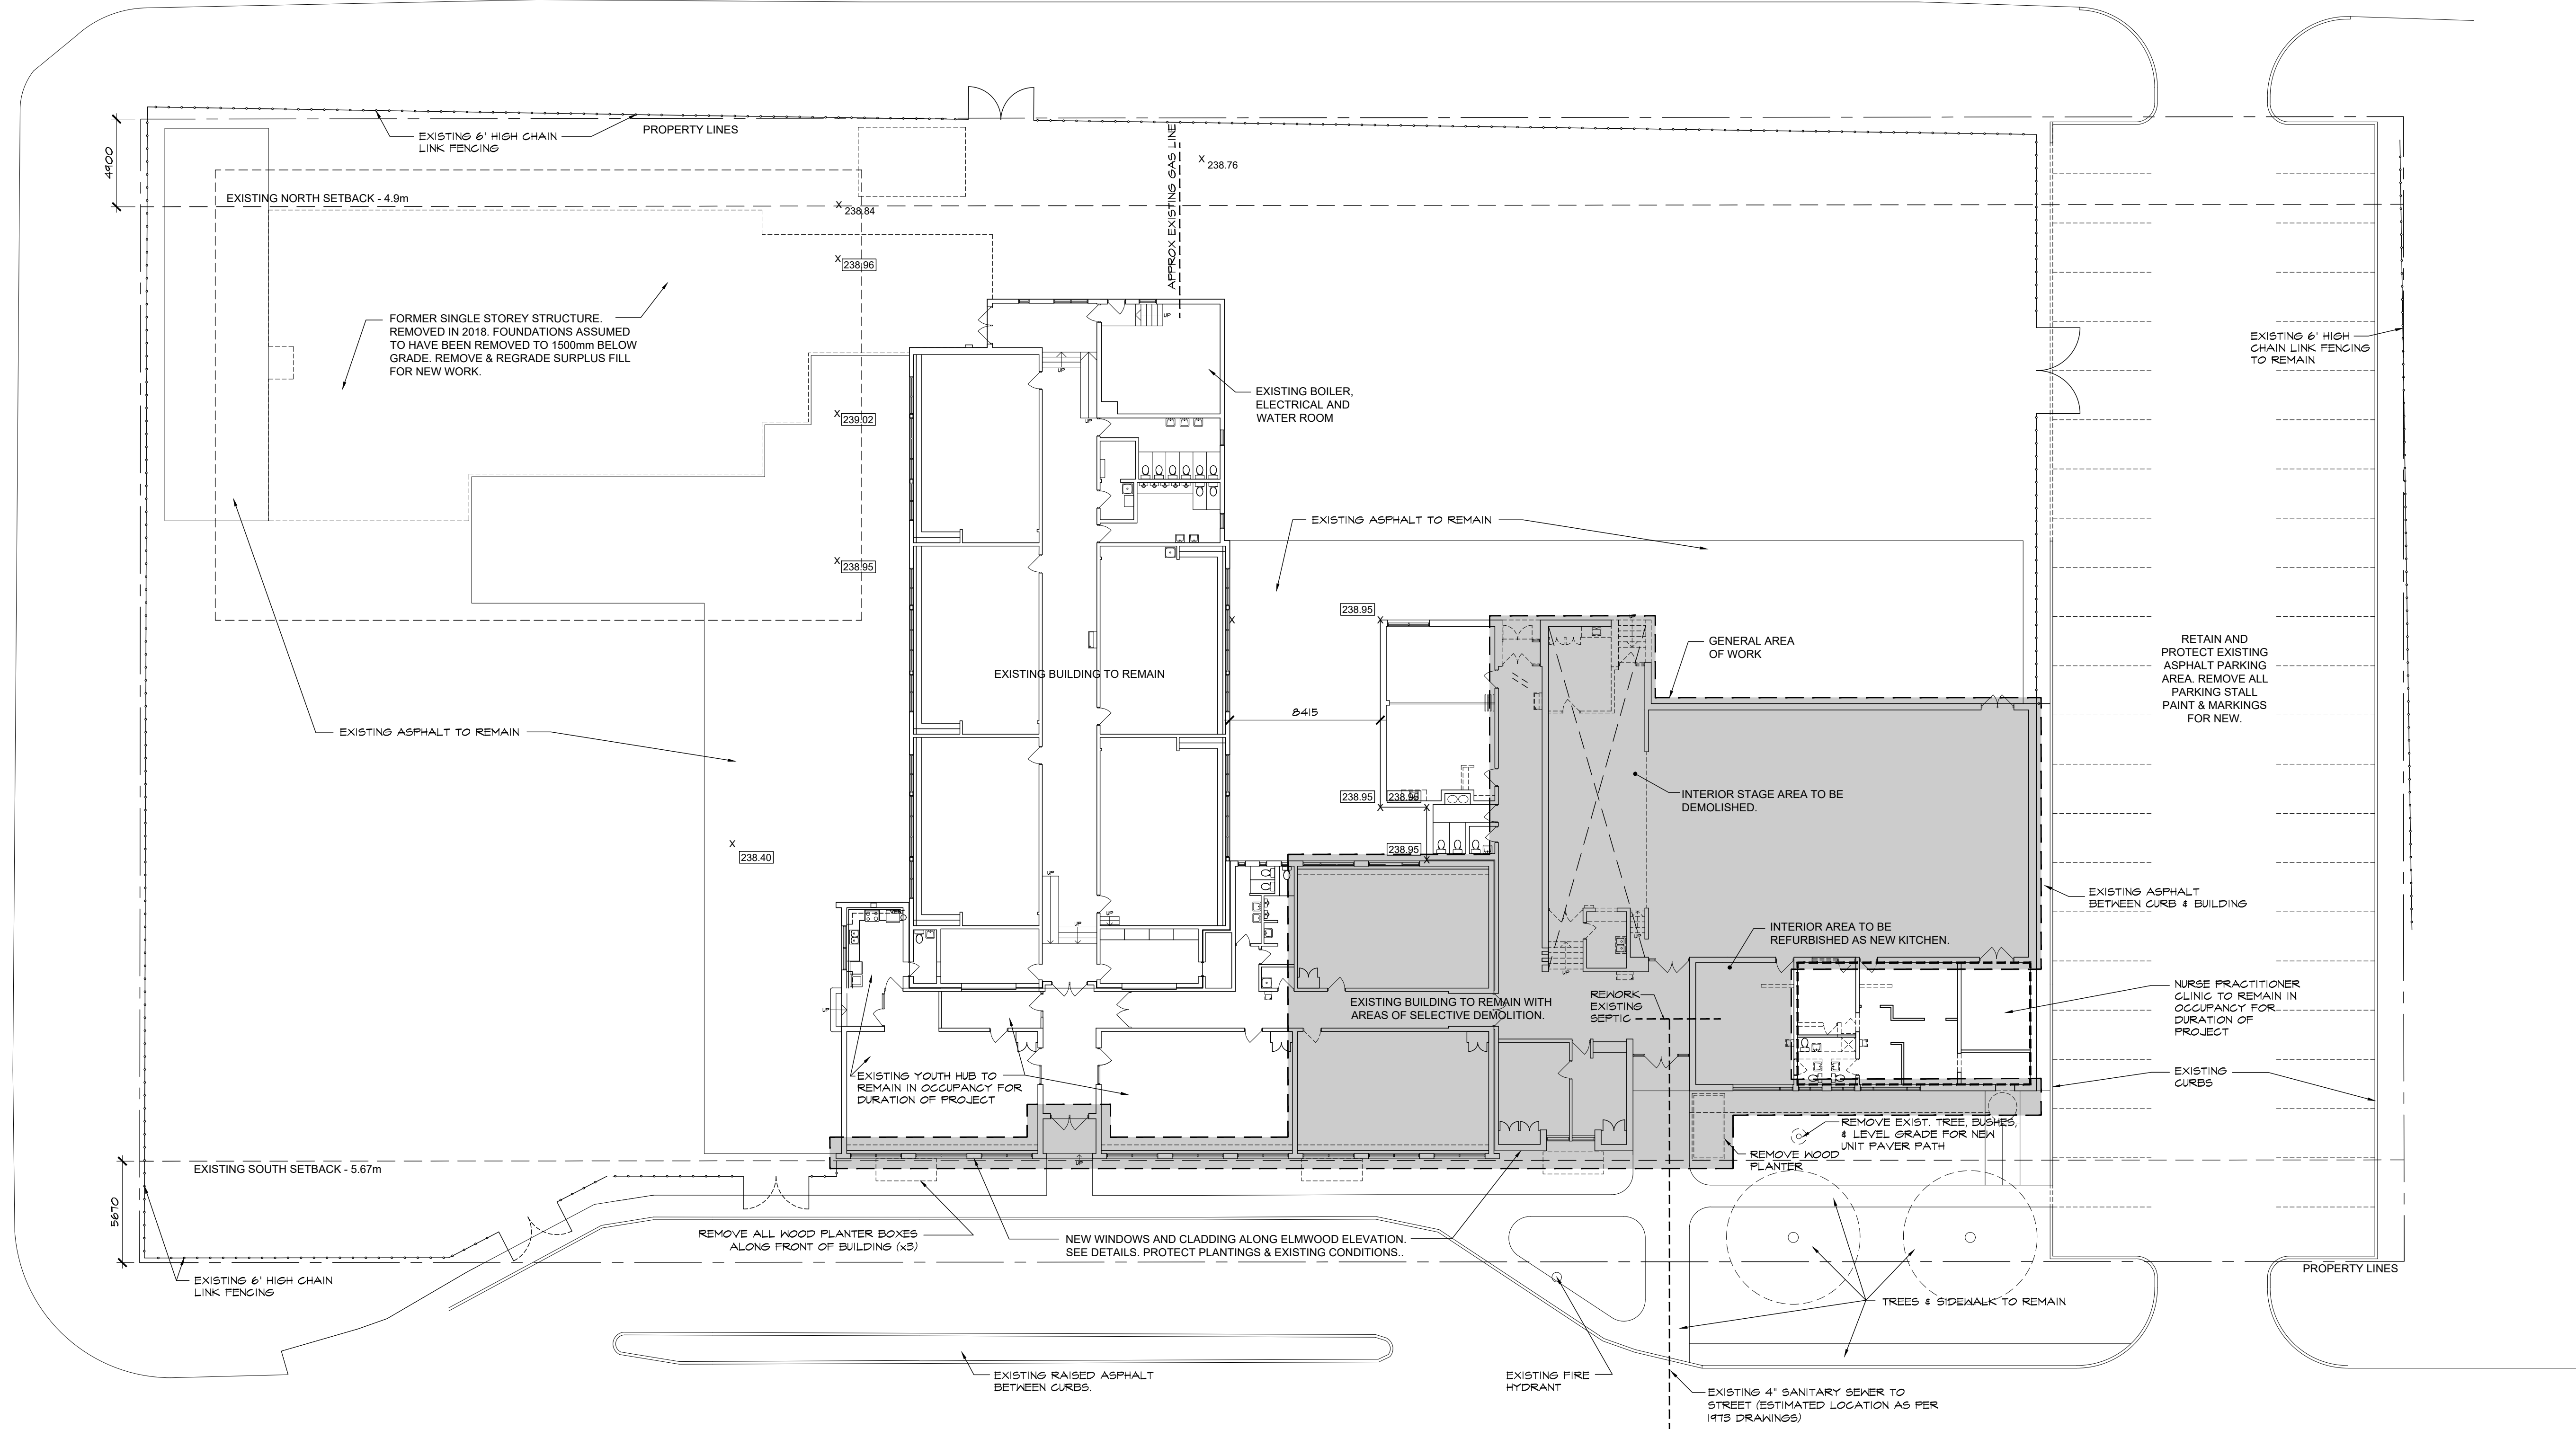 EXISTING 6' HIGH CHAIN
LINK FENCING
PROPERTY LINES
4900
EXISTING NORTH SETBACK - 4.9m
APPROX EXISTING GAS LINE
X 238.76
X 238.84
X 238.96
FORMER SINGLE STOREY STRUCTURE.
REMOVED IN 2018. FOUNDATIONS ASSUMED
TO HAVE BEEN REMOVED TO 1500mm BELOW
GRADE. REMOVE & REGRADE SURPLUS FILL
FOR NEW WORK.
UP
UP
UP
EXISTING BOILER,
ELECTRICAL AND
WATER ROOM
X 239.02
EXISTING 6' HIGH
CHAIN LINK FENCING
TO REMAIN
EXISTING ASPHALT TO REMAIN
X 238.95
X
238.95
X
GENERAL AREA
OF WORK
RETAIN AND
PROTECT EXISTING
ASPHALT PARKING
AREA. REMOVE ALL
PARKING STALL
PAINT & MARKINGS
FOR NEW.
EXISTING BUILDING TO REMAIN
8415
EXISTING ASPHALT TO REMAIN
INTERIOR STAGE AREA TO BE
DEMOLISHED.
238.95
238.96
X
X
X
238.40
238.95
X
UP
UP
EXISTING ASPHALT
BETWEEN CURB & BUILDING
INTERIOR AREA TO BE
REFURBISHED AS NEW KITCHEN.
UP
UP
UP
EXISTING BUILDING TO REMAIN WITH
AREAS OF SELECTIVE DEMOLITION.
REWORK
EXISTING
SEPTIC
NURSE PRACTITIONER
CLINIC TO REMAIN IN
OCCUPANCY FOR
DURATION OF
PROJECT
EXISTING YOUTH HUB TO
REMAIN IN OCCUPANCY FOR
DURATION OF PROJECT
EXISTING
CURBS
REMOVE EXIST. TREE, BUSHES,
& LEVEL GRADE FOR NEW
UNIT PAVER PATH
REMOVE WOOD
PLANTER
UP
EXISTING SOUTH SETBACK - 5.67m
5670
REMOVE ALL WOOD PLANTER BOXES
ALONG FRONT OF BUILDING (x3)
NEW WINDOWS AND CLADDING ALONG ELMWOOD ELEVATION.
SEE DETAILS. PROTECT PLANTINGS & EXISTING CONDITIONS..
PROPERTY LINES
EXISTING 6' HIGH CHAIN
LINK FENCING
TREES & SIDEWALK TO REMAIN
EXISTING RAISED ASPHALT
BETWEEN CURBS.
EXISTING FIRE
HYDRANT
EXISTING 4" SANITARY SEWER TO
STREET (ESTIMATED LOCATION AS PER
1973 DRAWINGS)